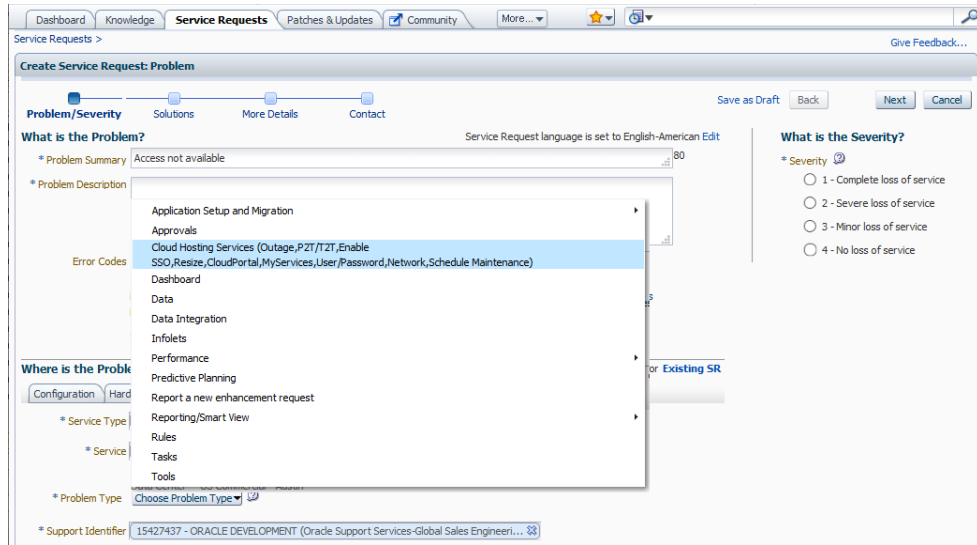 Dashboard Knowledge Service Requests Patches & Updates Community More...
Service Requests >
Give Feedback...
Create Service Request: Problem
Problem/Severity Solutions More Details Contact
Save as Draft Back Next Cancel
What is the Problem?
Service Request language is set to English-American Edit
* Problem Summary Access not available 80
* Problem Description
Error Codes
What is the Severity?
* Severity
1 - Complete loss of service
2 - Severe loss of service
3 - Minor loss of service
4 - No loss of service
Application Setup and Migration
Approvals
Cloud Hosting Services (Outage,P2T/T2T,Enable
SSO,Resize,CloudPortal,MyServices,User/Password,Network,Schedule Maintenance)
Dashboard
Data
Data Integration
Infolets
Performance
Predictive Planning
Report a new enhancement request
Reporting/Smart View
Rules
Tasks
Tools
Where is the Proble
or Existing SR
Configuration Hard
* Service Type
* Service
* Problem Type Choose Problem Type
* Support Identifier 15427437 - ORACLE DEVELOPMENT (Oracle Support Services-Global Sales Engineeri...